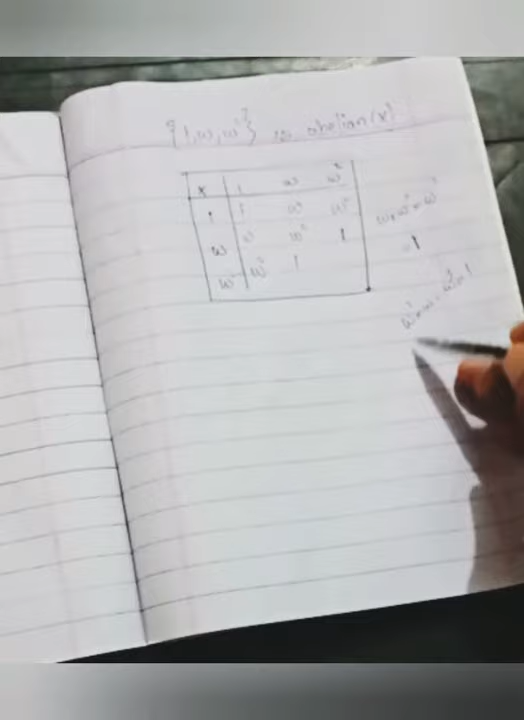 {1, ω, ω²} is abelian (x)
x 1 ω ω²
1 1 ω ω²
ω ω ω² 1
ω² ω² 1
ω x ω² = ω³
= 1
ω² x ω = ω³ = 1